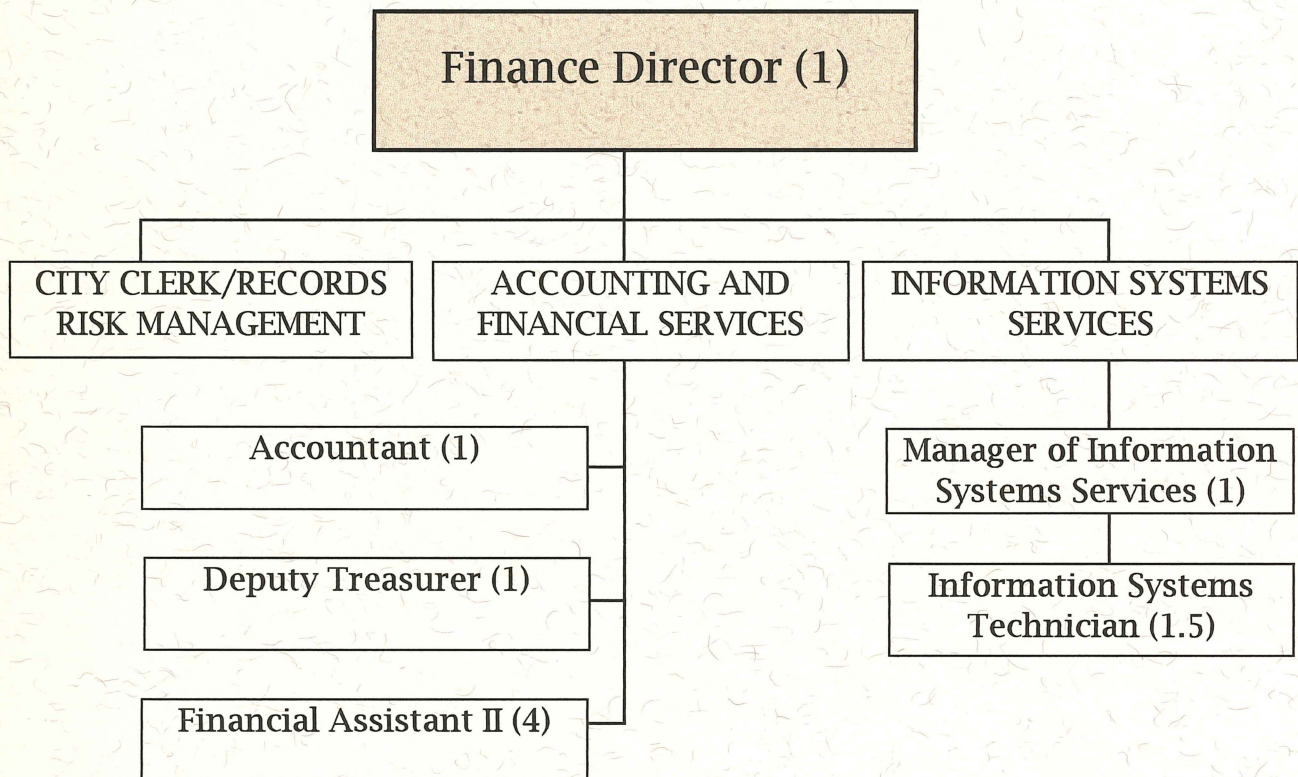 Finance Director (1)
CITY CLERK/RECORDS
RISK MANAGEMENT
ACCOUNTING AND
FINANCIAL SERVICES
INFORMATION SYSTEMS
SERVICES
Accountant (1)
Deputy Treasurer (1)
Financial Assistant II (4)
Manager of Information
Systems Services (1)
Information Systems
Technician (1.5)